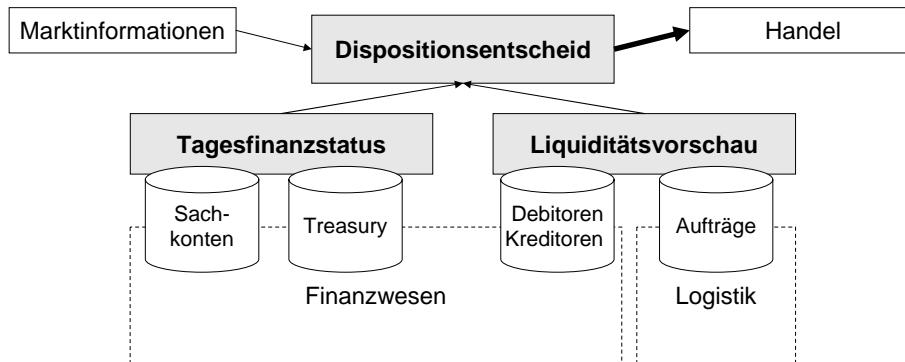 Marktinformationen
Dispositionsentscheid
Handel
Tagesfinanzstatus
Liquiditätsvorschau
Sach-
konten
Treasury
Debitoren
Kreditoren
Aufträge
Finanzwesen
Logistik